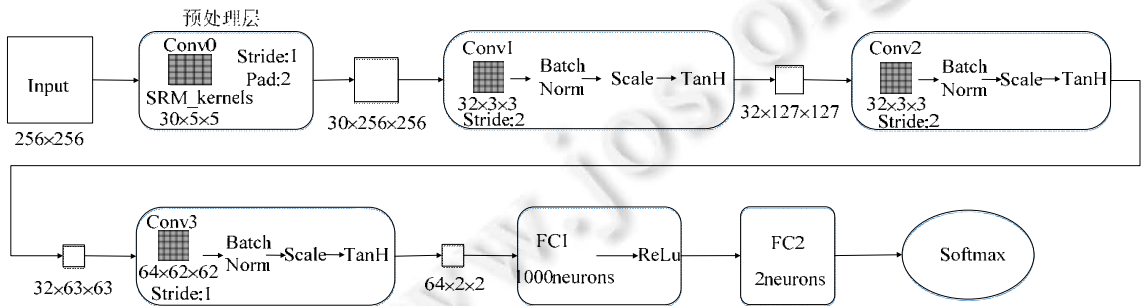 预处理层
Input
256×256
Conv0
Stride:1
Pad:2
SRM_kernels
30×5×5
30×256×256
Conv1
32×3×3
Stride:2
Batch
Norm
Scale
TanH
32×127×127
Conv2
32×3×3
Stride:2
Batch
Norm
Scale
TanH
32×63×63
Conv3
64×62×62
Stride:1
Batch
Norm
Scale
TanH
64×2×2
FC1
1000neurons
ReLu
FC2
2neurons
Softmax
www.jos.org